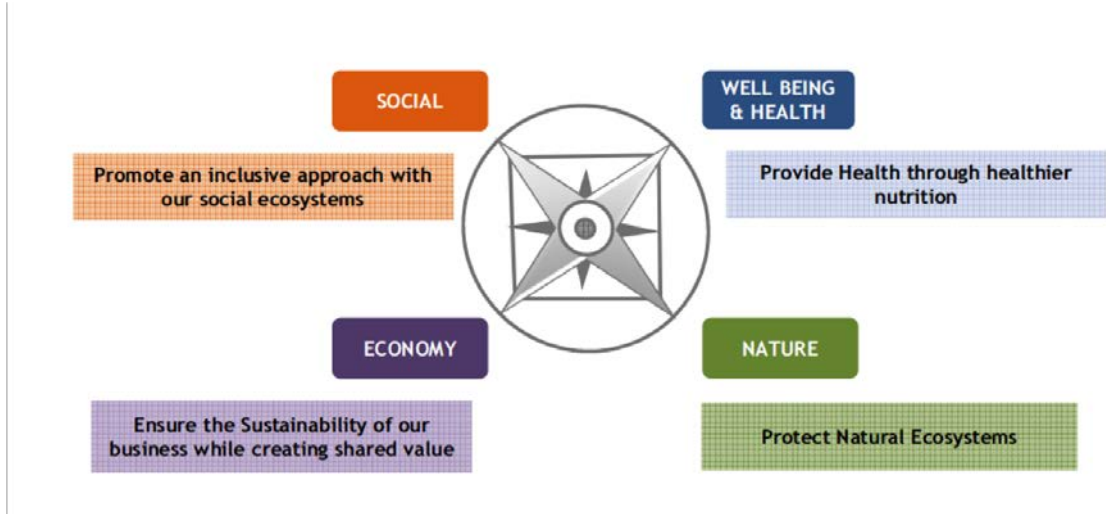 SOCIAL
Promote an inclusive approach with
our social ecosystems
WELL BEING
& HEALTH
Provide Health through healthier
nutrition
ECONOMY
Ensure the Sustainability of our
business while creating shared value
NATURE
Protect Natural Ecosystems